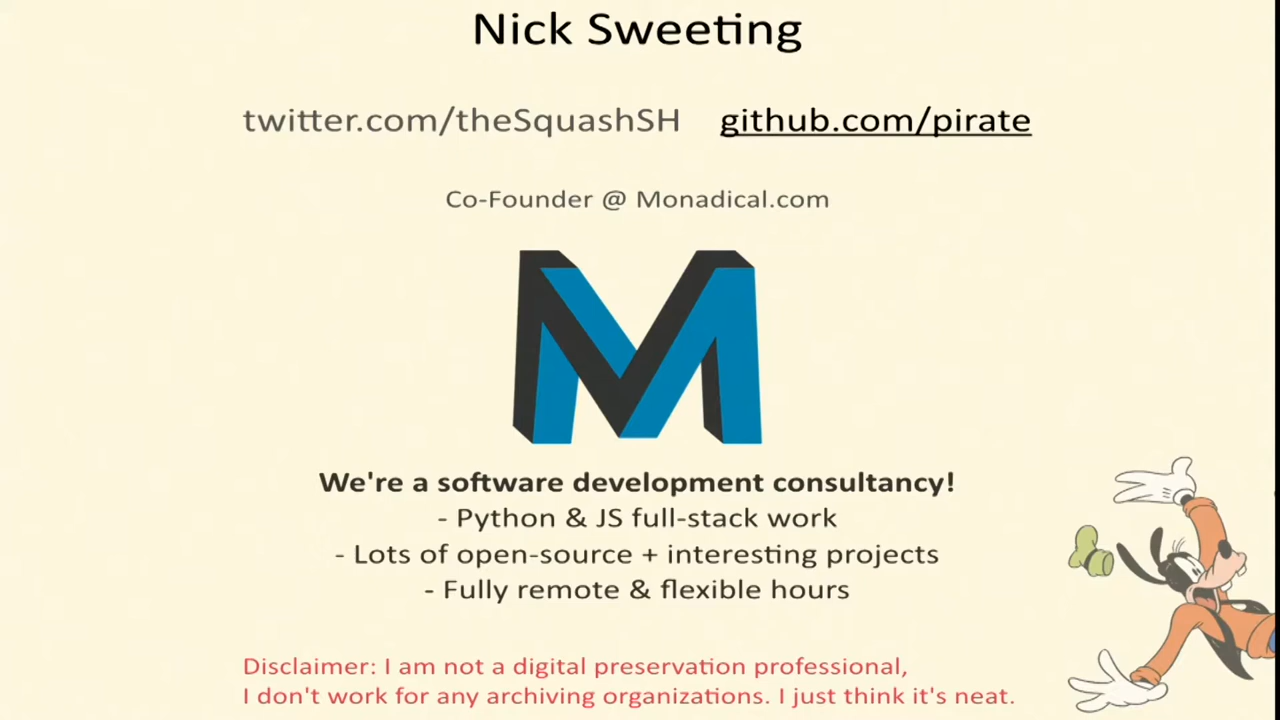 Nick Sweeting
twitter.com/theSquashSH github.com/pirate
Co-Founder @ Monadical.com
We're a software development consultancy!
- Python & JS full-stack work
- Lots of open-source + interesting projects
- Fully remote & flexible hours
Disclaimer: I am not a digital preservation professional,
I don't work for any archiving organizations. I just think it's neat.